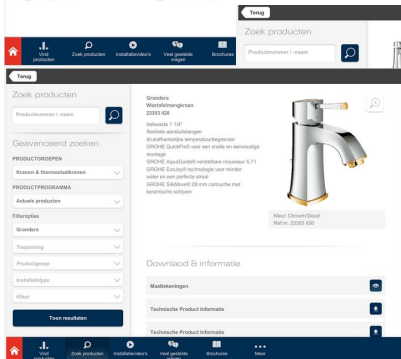 Terug
Zoek producten
Productnummer / -naam
Vind producten
Zoek producten
Installatievideo's
Veel gestelde vragen
Brochures
Terug
Zoek producten
Productnummer / -naam
Geavanceerd zoeken
PRODUCTGROEPEN
Kranen & thermostaatkranen
PRODUCTPROGRAMMA
Actuele producten
Filteropties
Grandera
Toepassing
Productgroep
Installatietype
Kleur
Toon resultaten
Grandera
Wastafelmengkraan
23303 IG0
trekwaste 1 1/4"
flexibele aansluitslangen
drukafhankelijke temperatuurbegrenzer
GROHE QuickFix® voor een snelle en eenvoudige
montage
GROHE AquaGuide® verstelbare mousseur 5.7 l
GROHE EcoJoy® technologie voor minder
water en een perfecte straal
GROHE SilkMove® 28 mm cartouche met
keramische schijven
Kleur: Chroom/Goud
Ref.nr. 23303 IG0
Download & informatie
Maattekeningen
Technische Product Informatie
Technische Product Informatie
Vind producten
Zoek producten
Installatievideo's
Veel gestelde vragen
Brochures
Meer